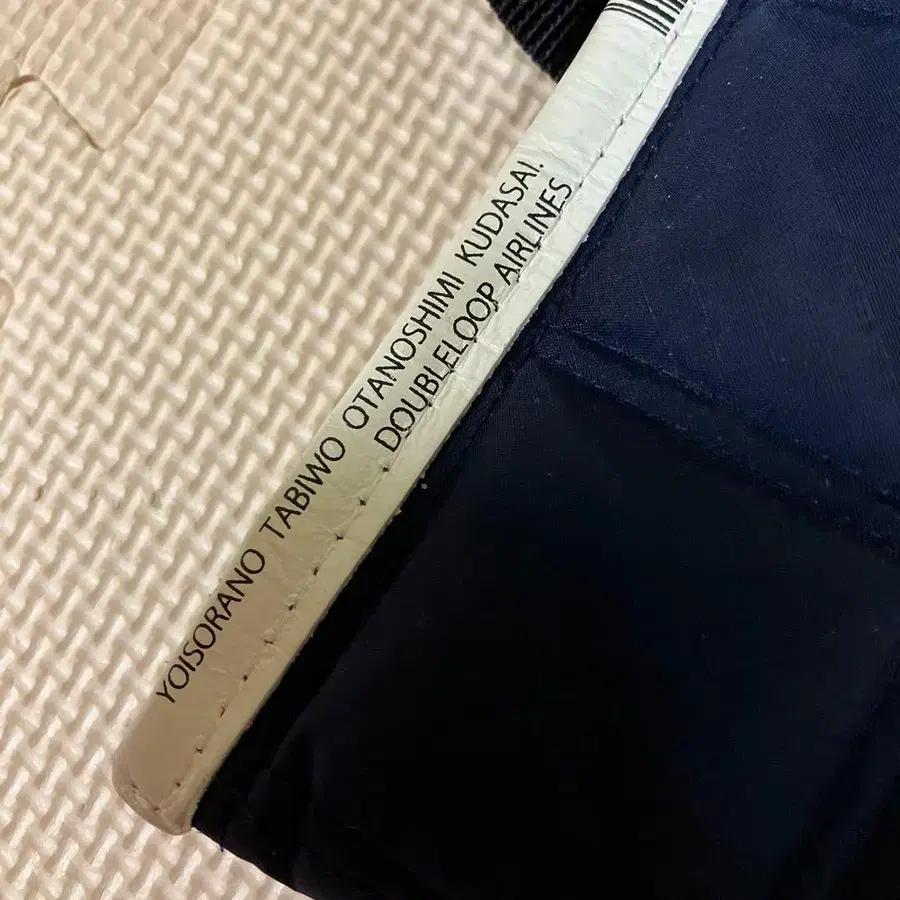 YOISORANO TABIWO OTANOSHIMI KUDASAI.
DOUBLELOOP AIRLINES